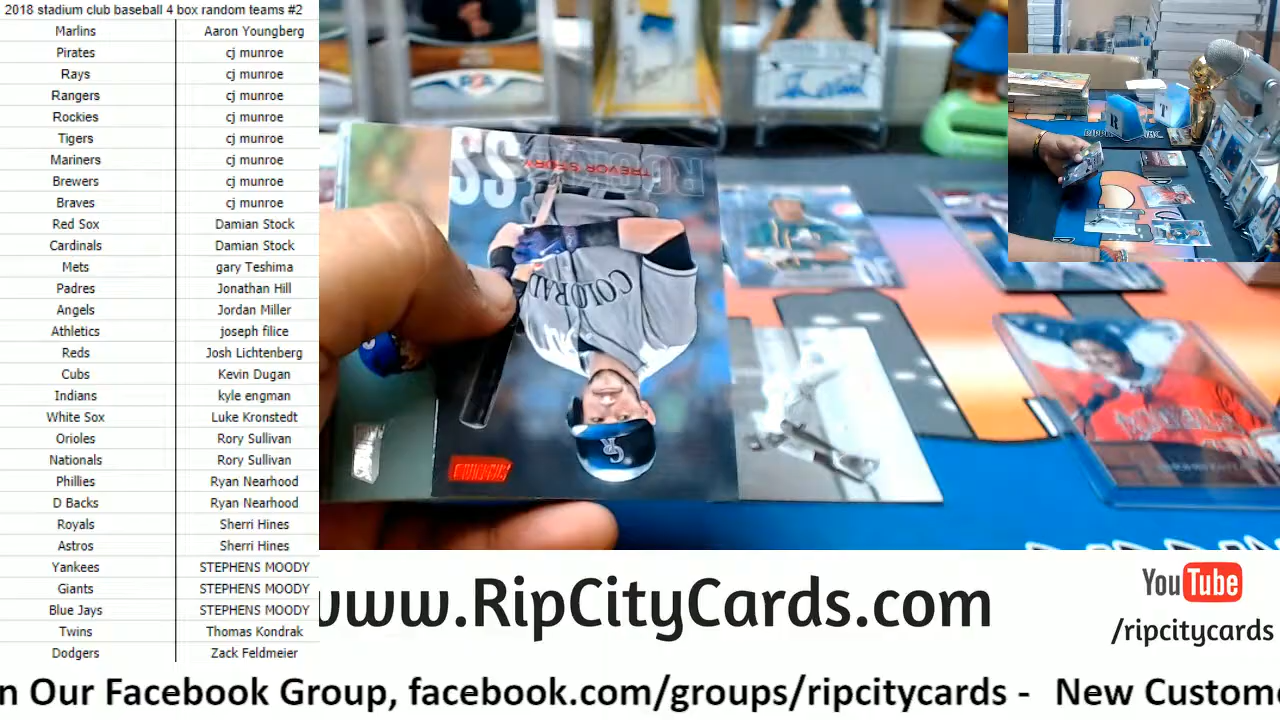 2018 stadium club baseball 4 box random teams #2
Marlins Aaron Youngberg
Pirates cj munroe
Rays cj munroe
Rangers cj munroe
Rockies cj munroe
Tigers cj munroe
Mariners cj munroe
Brewers cj munroe
Braves cj munroe
Red Sox Damian Stock
Cardinals Damian Stock
Mets gary Teshima
Padres Jonathan Hill
Angels Jordan Miller
Athletics joseph filice
Reds Josh Lichtenberg
Cubs Kevin Dugan
Indians kyle engman
White Sox Luke Kronstedt
Orioles Rory Sullivan
Nationals Rory Sullivan
Phillies Ryan Nearhood
D Backs Ryan Nearhood
Royals Sherri Hines
Astros Sherri Hines
Yankees STEPHENS MOODY
Giants STEPHENS MOODY
Blue Jays STEPHENS MOODY
Twins Thomas Kondrak
Dodgers Zack Feldmeier
TREVOR STORY
SS
COLORAD
CR
OF
R
T
www.RipCityCards.com
YouTube
/ripcitycards
n Our Facebook Group, facebook.com/groups/ripcitycards - New Custome